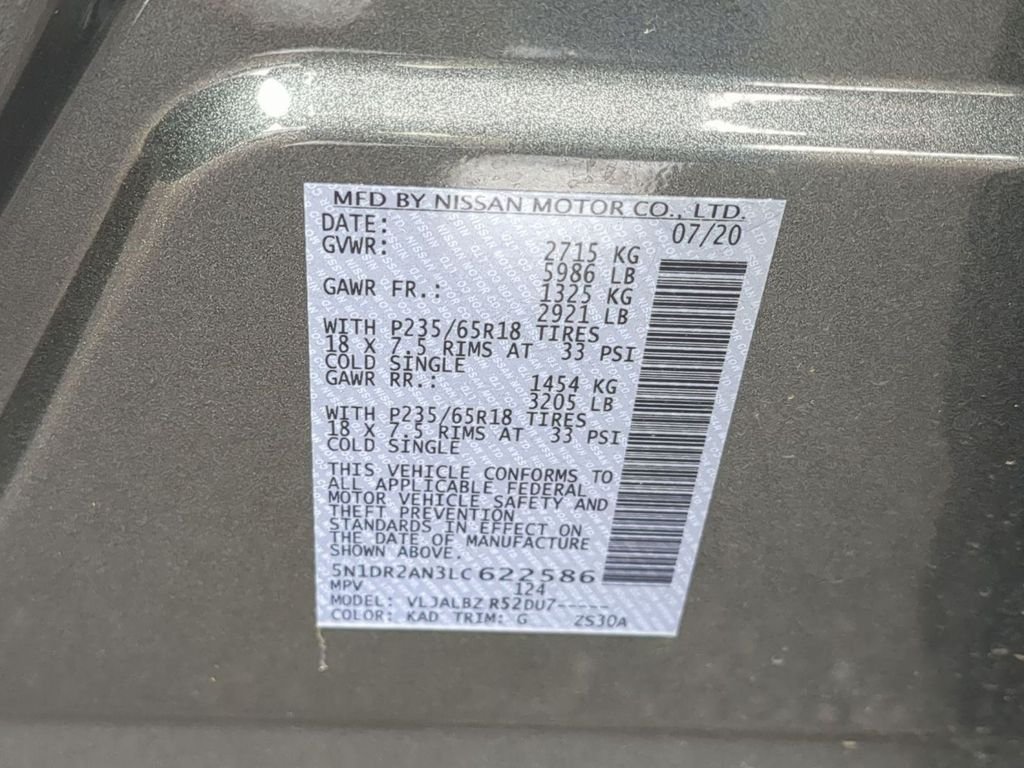 MFD BY NISSAN MOTOR CO., LTD.
DATE: 07/20
GVWR: 2715 KG
5986 LB
GAWR FR.: 1325 KG
2921 LB
WITH P235/65R18 TIRES
18 X 7.5 RIMS AT 33 PSI
COLD SINGLE
GAWR RR.: 1454 KG
3205 LB
WITH P235/65R18 TIRES
18 X 7.5 RIMS AT 33 PSI
COLD SINGLE
THIS VEHICLE CONFORMS TO
ALL APPLICABLE FEDERAL
MOTOR VEHICLE SAFETY AND
THEFT PREVENTION
STANDARDS IN EFFECT ON
THE DATE OF MANUFACTURE
SHOWN ABOVE.
5N1DR2AN3LC622586
MPV 124
MODEL: VLJALBZ R52DU7-----
COLOR: KAD TRIM: G ZS30A